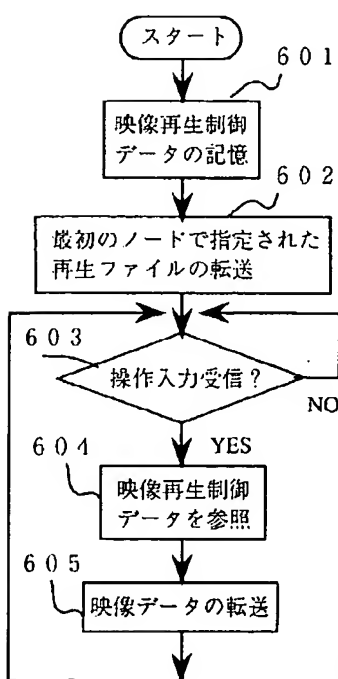 スタート
601
映像再生制御
データの記憶
602
最初のノードで指定された
再生ファイルの転送
603
操作入力受信？
NO
YES
604
映像再生制御
データを参照
605
映像データの転送